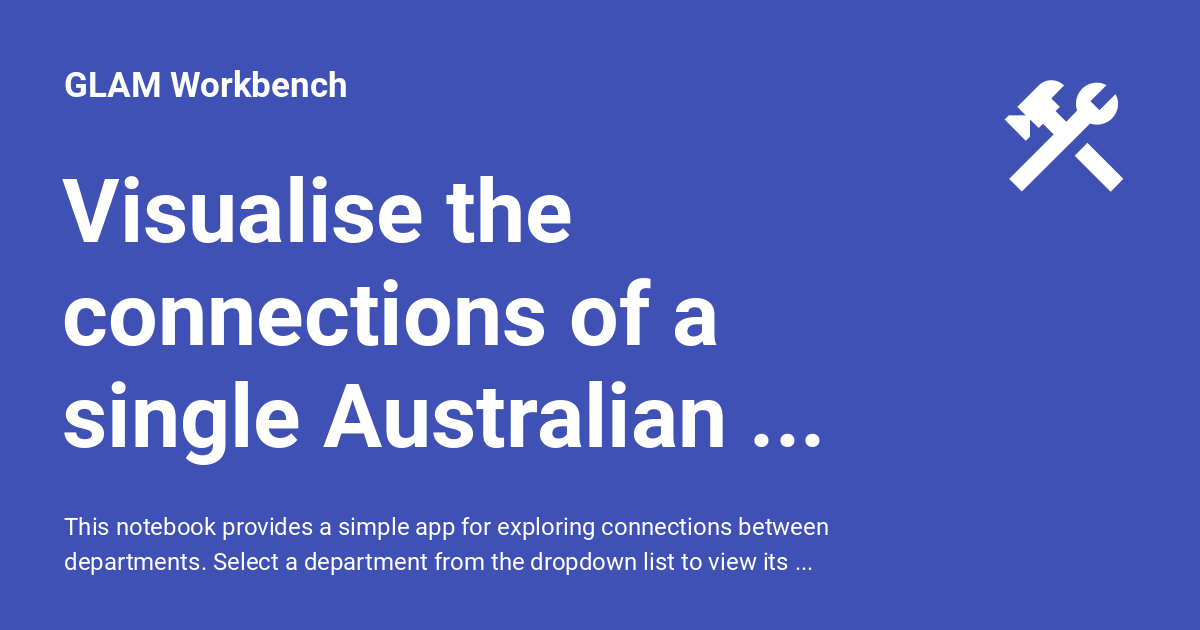 GLAM Workbench
Visualise the
connections of a
single Australian ...
This notebook provides a simple app for exploring connections between
departments. Select a department from the dropdown list to view its ...